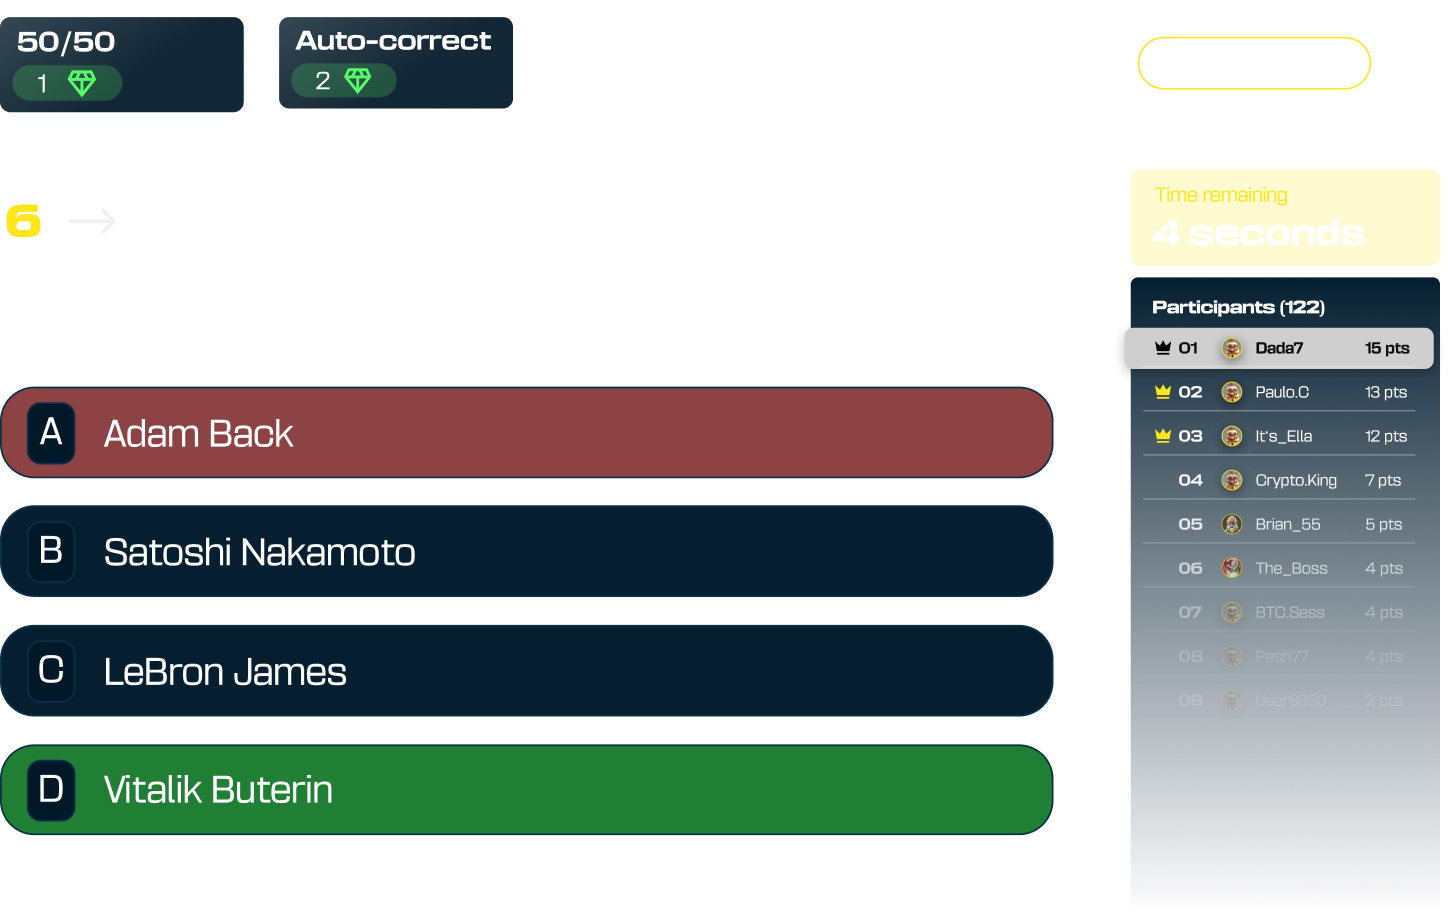 50/50
1
Auto-correct
2
6
Time remaining
4 seconds
Participants (122)
01 Dada7 15 pts
02 Paulo.C 13 pts
03 It's_Ella 12 pts
04 Crypto.King 7 pts
05 Brian_55 5 pts
06 The_Boss 4 pts
07 BTC.Sess 4 pts
08 Pash77 4 pts
09 User9850 2 pts
A Adam Back
B Satoshi Nakamoto
C LeBron James
D Vitalik Buterin